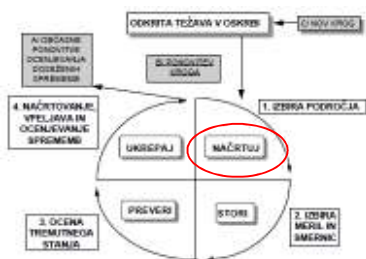 ODKRITA TEŽAVA V OSKRBI
C) NOV KROG
A) OBČASNE
PONOVITVE
OCENJEVANJA
DOSEŽENIH
SPREMEMB
B) PONOVITEV
KROGA
4. NAČRTOVANJE,
VPELJAVA IN
OCENJEVANJE
SPREMEMB
1. IZBIRA PODROČJA
UKREPAJ
NAČRTUJ
PREVERI
STORI
3. OCENA
TRENUTNEGA
STANJA
2. IZBIRA
MERIL IN
SMERNIC